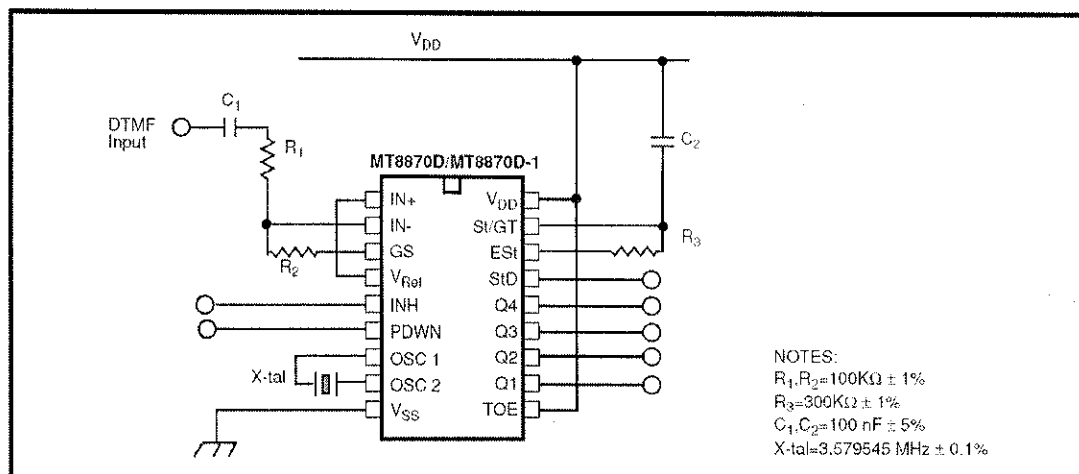 VDD
C1
DTMF
Input
R1
C2
MT8870D/MT8870D-1
IN+
IN-
GS
VRef
INH
PDWN
OSC 1
OSC 2
VSS
VDD
St/GT
ESt
StD
Q4
Q3
Q2
Q1
TOE
R2
R3
X-tal
NOTES:
R1,R2=100KΩ ± 1%
R3=300KΩ ± 1%
C1,C2=100 nF ± 5%
X-tal=3.579545 MHz ± 0.1%